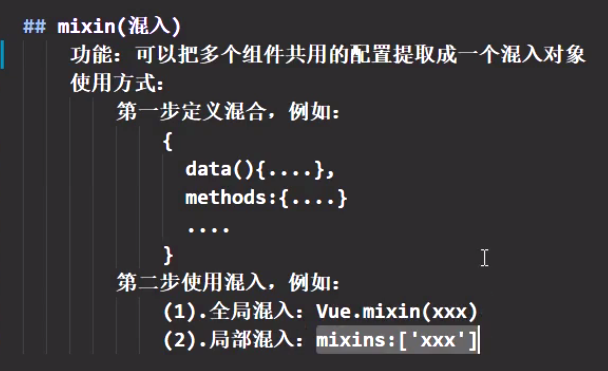 ## mixin(混入)
功能：可以把多个组件共用的配置提取成一个混入对象
使用方式：
第一步定义混合，例如：
{
data(){....},
methods:{....}
....
}
第二步使用混入，例如：
(1).全局混入：Vue.mixin(xxx)
(2).局部混入：mixins:['xxx']